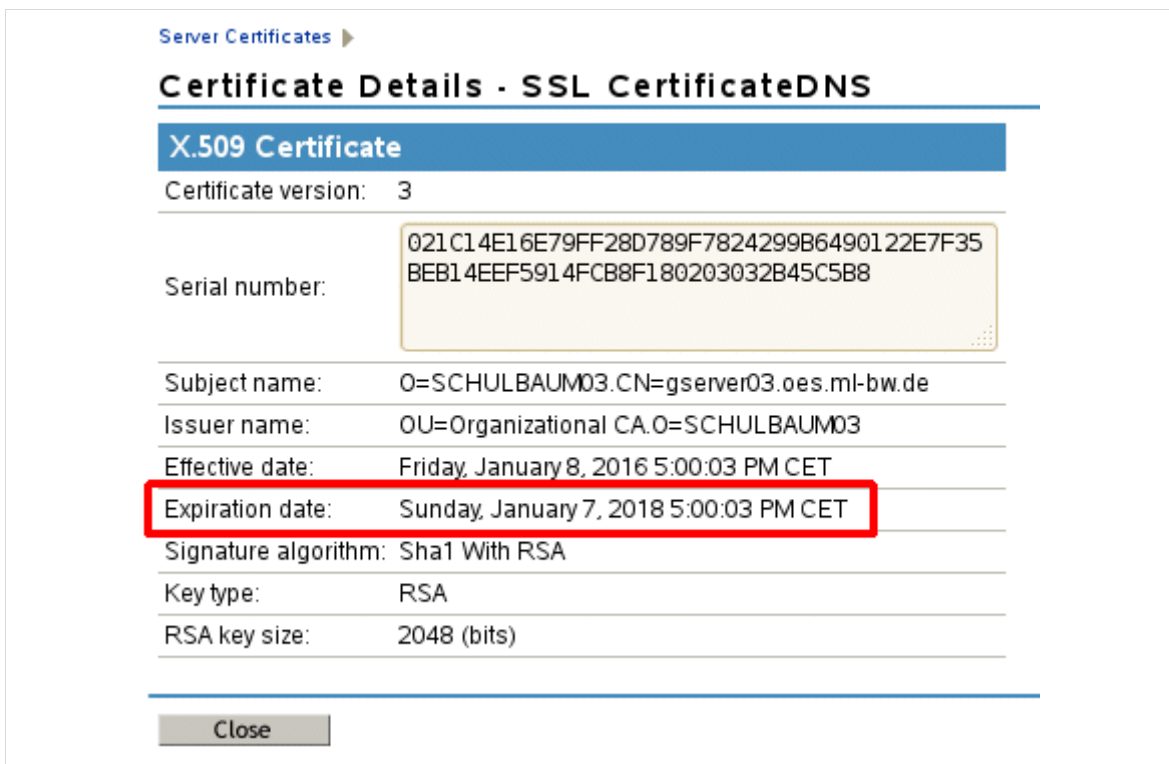 Server Certificates
Certificate Details - SSL CertificateDNS
X.509 Certificate
Certificate version: 3
Serial number: 021C14E16E79FF28D789F7824299B6490122E7F35
BEB14EEF5914FCB8F180203032B45C5B8
Subject name: O=SCHULBAUM03.CN=gserver03.oes.ml-bw.de
Issuer name: OU=Organizational CA.O=SCHULBAUM03
Effective date: Friday, January 8, 2016 5:00:03 PM CET
Expiration date: Sunday, January 7, 2018 5:00:03 PM CET
Signature algorithm: Sha1 With RSA
Key type: RSA
RSA key size: 2048 (bits)
Close